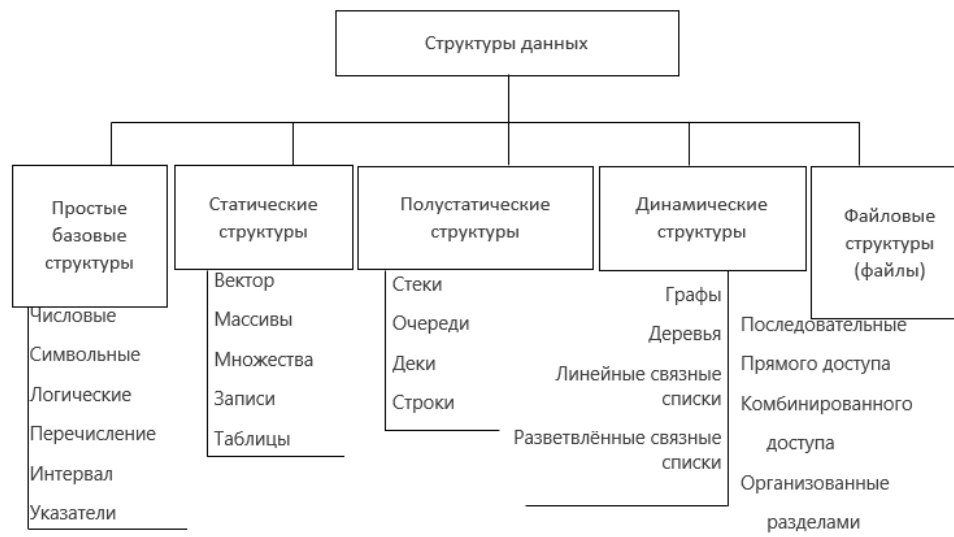 Структуры данных
Простые
базовые
структуры
Числовые
Символьные
Логические
Перечисление
Интервал
Указатели
Статические
структуры
Вектор
Массивы
Множества
Записи
Таблицы
Полустатические
структуры
Стеки
Очереди
Деки
Строки
Динамические
структуры
Графы
Деревья
Линейные связные
списки
Разветвлённые связные
списки
Файловые
структуры
(файлы)
Последовательные
Прямого доступа
Комбинированного
доступа
Организованные
разделами